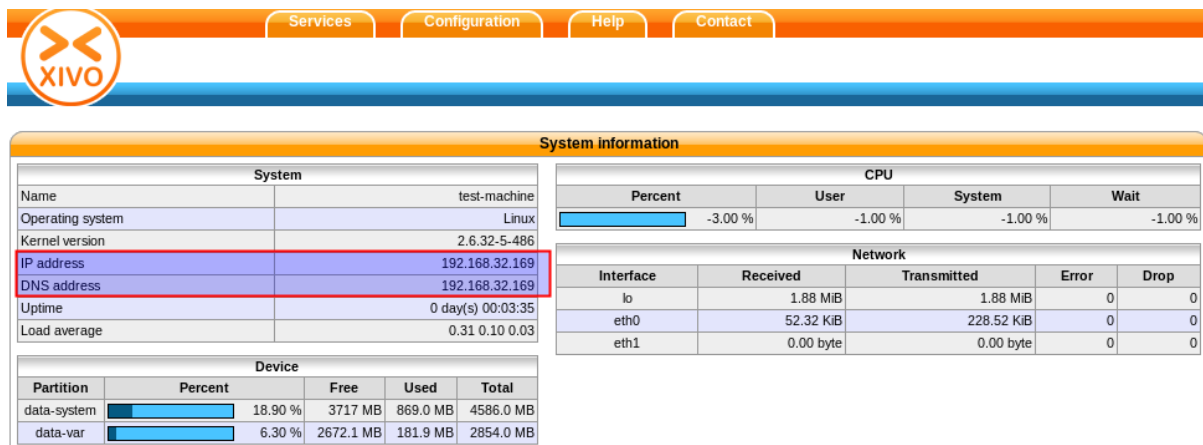 Services Configuration Help Contact
XIVO
System information
System
Name test-machine
Operating system Linux
Kernel version 2.6.32-5-486
IP address 192.168.32.169
DNS address 192.168.32.169
Uptime 0 day(s) 00:03:35
Load average 0.31 0.10 0.03
Device
Partition Percent Free Used Total
data-system 18.90 % 3717 MB 869.0 MB 4586.0 MB
data-var 6.30 % 2672.1 MB 181.9 MB 2854.0 MB
CPU
Percent User System Wait
-3.00 % -1.00 % -1.00 % -1.00 %
Network
Interface Received Transmitted Error Drop
lo 1.88 MiB 1.88 MiB 0 0
eth0 52.32 KiB 228.52 KiB 0 0
eth1 0.00 byte 0.00 byte 0 0